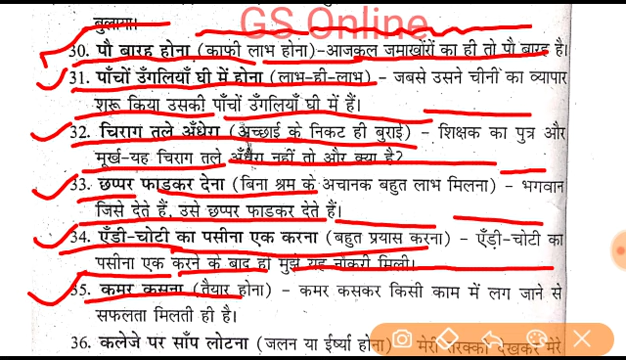 बुलाया।
GS Online
30. पौ बारह होना (काफी लाभ होना)-आजकल जमाखोरों का ही तो पौ बारह है।
31. पाँचों उँगलियाँ घी में होना (लाभ-ही-लाभ) - जबसे उसने चीनी का व्यापार
शुरू किया उसकी पाँचों उँगलियाँ घी में हैं।
32. चिराग तले अँधेरा (अच्छाई के निकट ही बुराई) - शिक्षक का पुत्र और
मूर्ख-यह चिराग तले अँधेरा नहीं तो और क्या है?
33. छप्पर फाड़कर देना (बिना श्रम के अचानक बहुत लाभ मिलना) - भगवान
जिसे देते हैं, उसे छप्पर फाड़कर देते हैं।
34. एँड़ी-चोटी का पसीना एक करना (बहुत प्रयास करना) - एँड़ी-चोटी का
पसीना एक करने के बाद ही मुझे यह नौकरी मिली।
35. कमर कसना (तैयार होना) - कमर कसकर किसी काम में लग जाने से
सफलता मिलती ही है।
36. कलेजे पर साँप लोटना (जलन या ईर्ष्या होना) - मेरी तरक्की देखकर मेरे